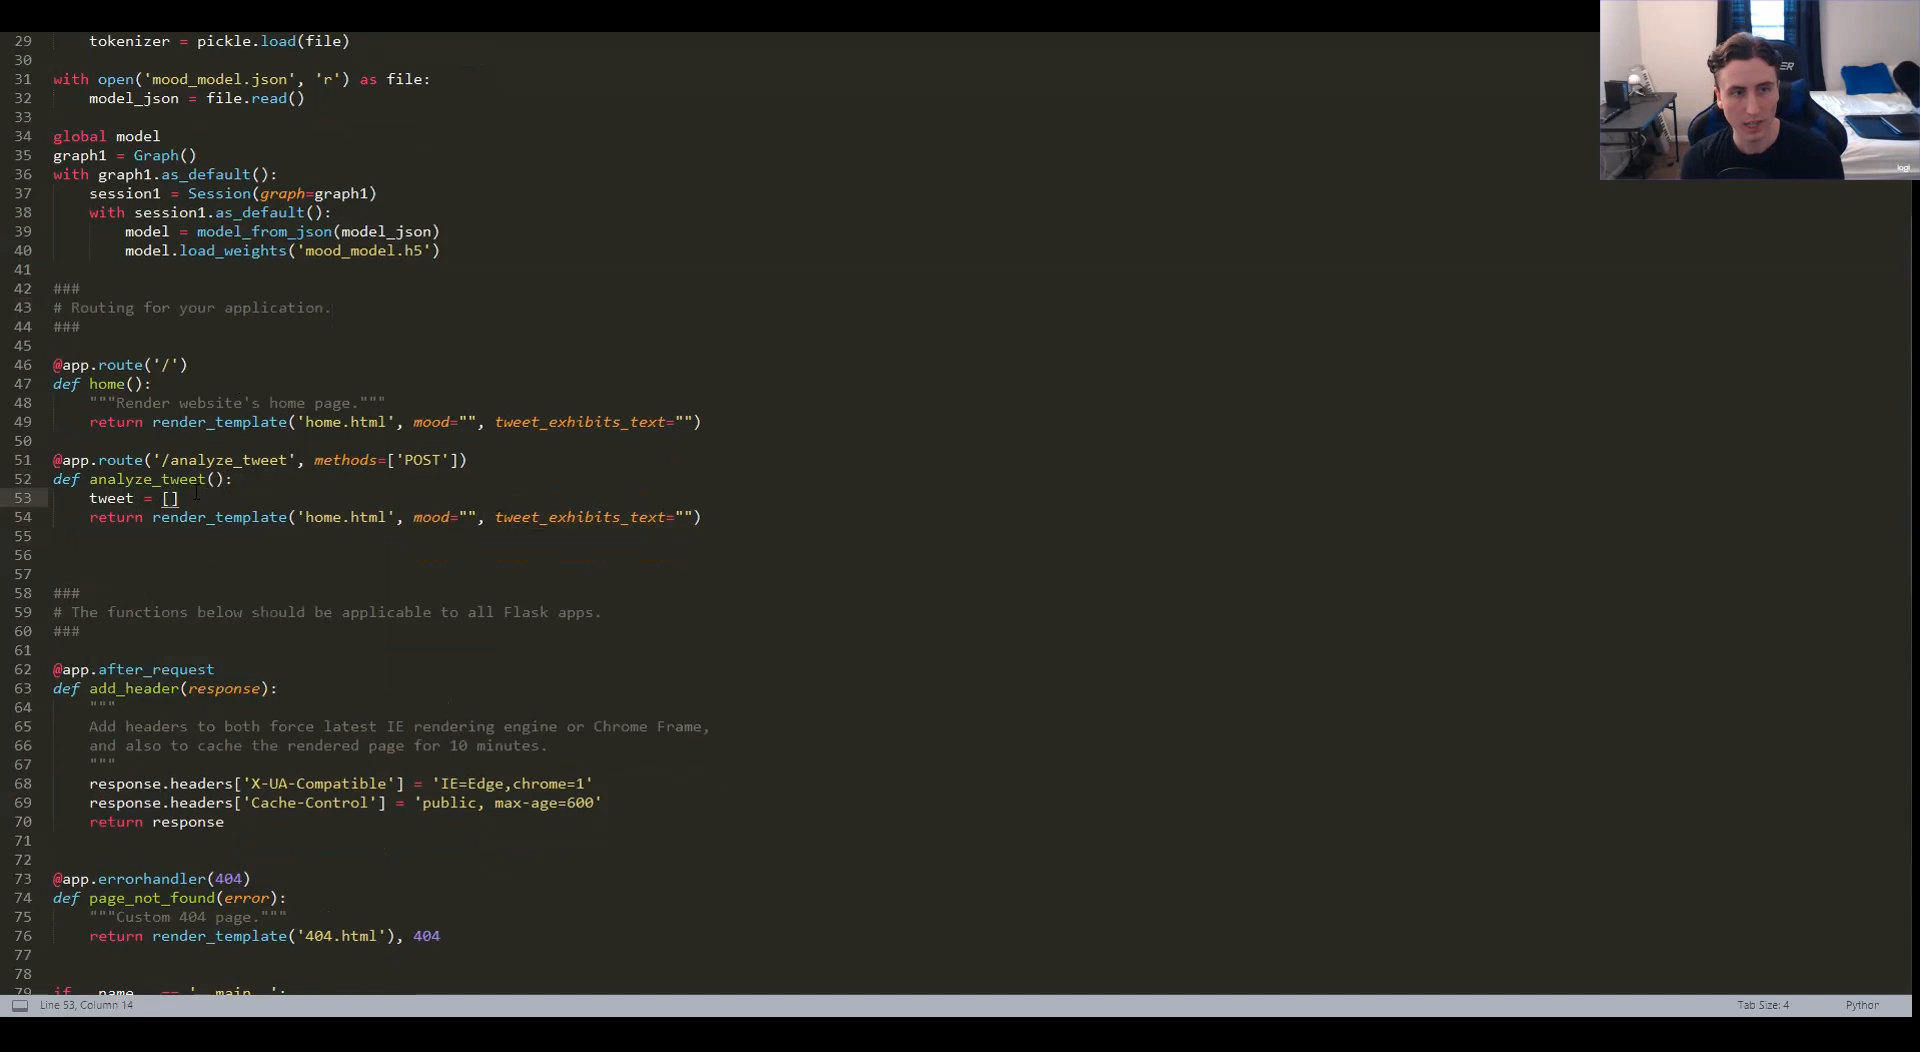 29 tokenizer = pickle.load(file)
30
31 with open('mood_model.json', 'r') as file:
32 model_json = file.read()
33
34 global model
35 graph1 = Graph()
36 with graph1.as_default():
37 session1 = Session(graph=graph1)
38 with session1.as_default():
39 model = model_from_json(model_json)
40 model.load_weights('mood_model.h5')
41
42 ###
43 # Routing for your application.
44 ###
45
46 @app.route('/')
47 def home():
48 """Render website's home page."""
49 return render_template('home.html', mood="", tweet_exhibits_text="")
50
51 @app.route('/analyze_tweet', methods=['POST'])
52 def analyze_tweet():
53 tweet = []
54 return render_template('home.html', mood="", tweet_exhibits_text="")
55
56
57
58 ###
59 # The functions below should be applicable to all Flask apps.
60 ###
61
62 @app.after_request
63 def add_header(response):
64 """
65 Add headers to both force latest IE rendering engine or Chrome Frame,
66 and also to cache the rendered page for 10 minutes.
67 """
68 response.headers['X-UA-Compatible'] = 'IE=Edge,chrome=1'
69 response.headers['Cache-Control'] = 'public, max-age=600'
70 return response
71
72
73 @app.errorhandler(404)
74 def page_not_found(error):
75 """Custom 404 page."""
76 return render_template('404.html'), 404
77
78
79 if __name__ == '__main__':
Line 53, Column 14
Tab Size: 4
Python
ER
logi